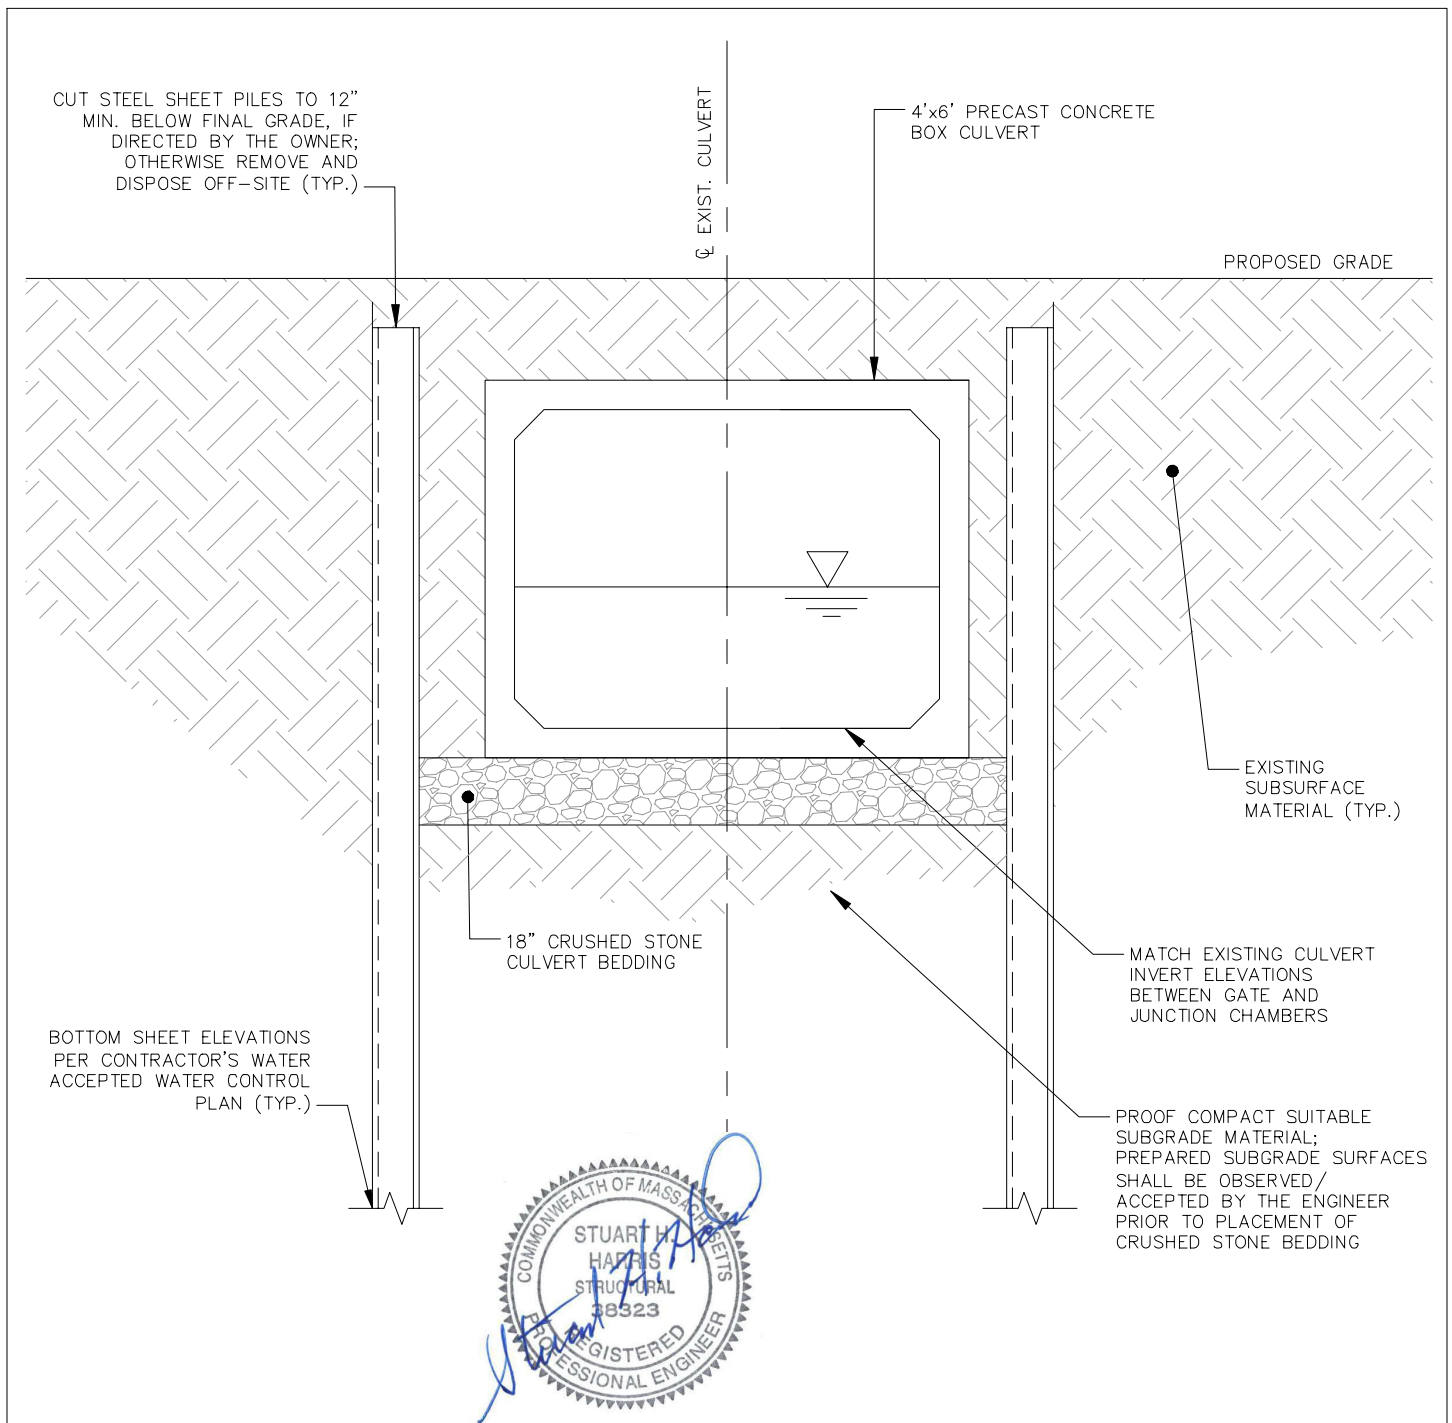 CUT STEEL SHEET PILES TO 12"
MIN. BELOW FINAL GRADE, IF
DIRECTED BY THE OWNER;
OTHERWISE REMOVE AND
DISPOSE OFF-SITE (TYP.)
℄ EXIST. CULVERT
4'x6' PRECAST CONCRETE
BOX CULVERT
PROPOSED GRADE
EXISTING
SUBSURFACE
MATERIAL (TYP.)
18" CRUSHED STONE
CULVERT BEDDING
MATCH EXISTING CULVERT
INVERT ELEVATIONS
BETWEEN GATE AND
JUNCTION CHAMBERS
BOTTOM SHEET ELEVATIONS
PER CONTRACTOR'S WATER
ACCEPTED WATER CONTROL
PLAN (TYP.)
PROOF COMPACT SUITABLE
SUBGRADE MATERIAL;
PREPARED SUBGRADE SURFACES
SHALL BE OBSERVED/
ACCEPTED BY THE ENGINEER
PRIOR TO PLACEMENT OF
CRUSHED STONE BEDDING
COMMONWEALTH OF MASSACHUSETTS
STUART H.
HARRIS
STRUCTURAL
38323
REGISTERED
PROFESSIONAL ENGINEER
Stuart H. Harris